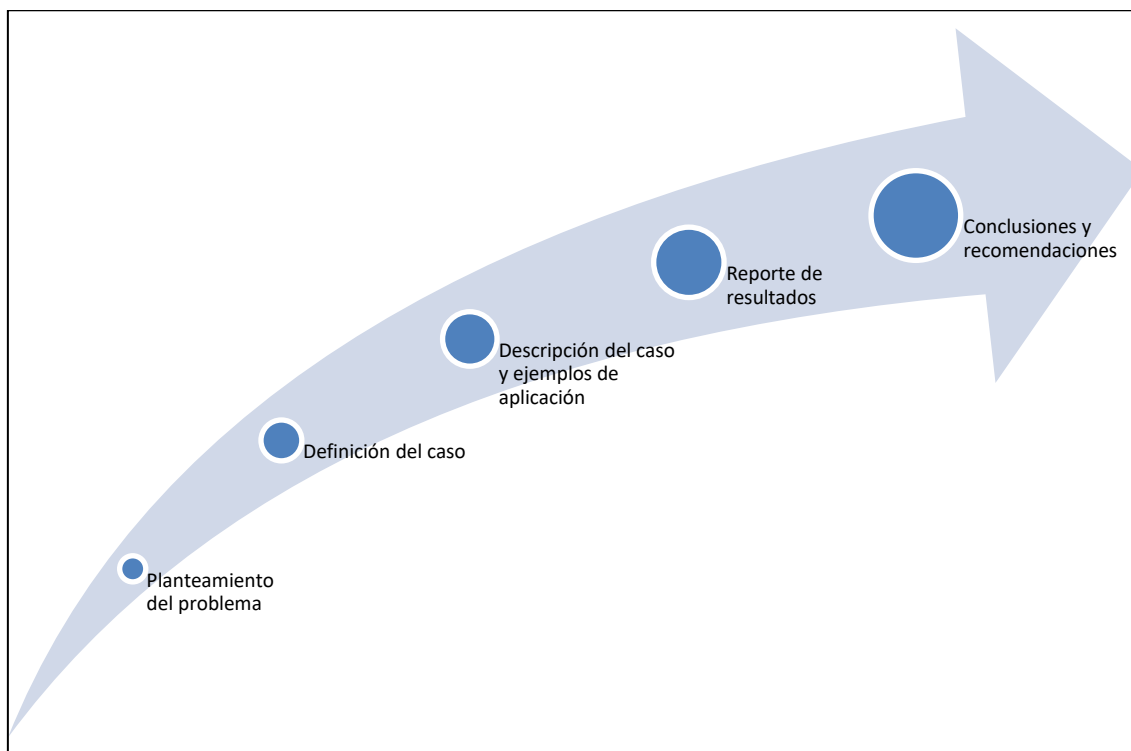 Planteamiento
del problema
Definición del caso
Descripción del caso
y ejemplos de
aplicación
Reporte de
resultados
Conclusiones y
recomendaciones